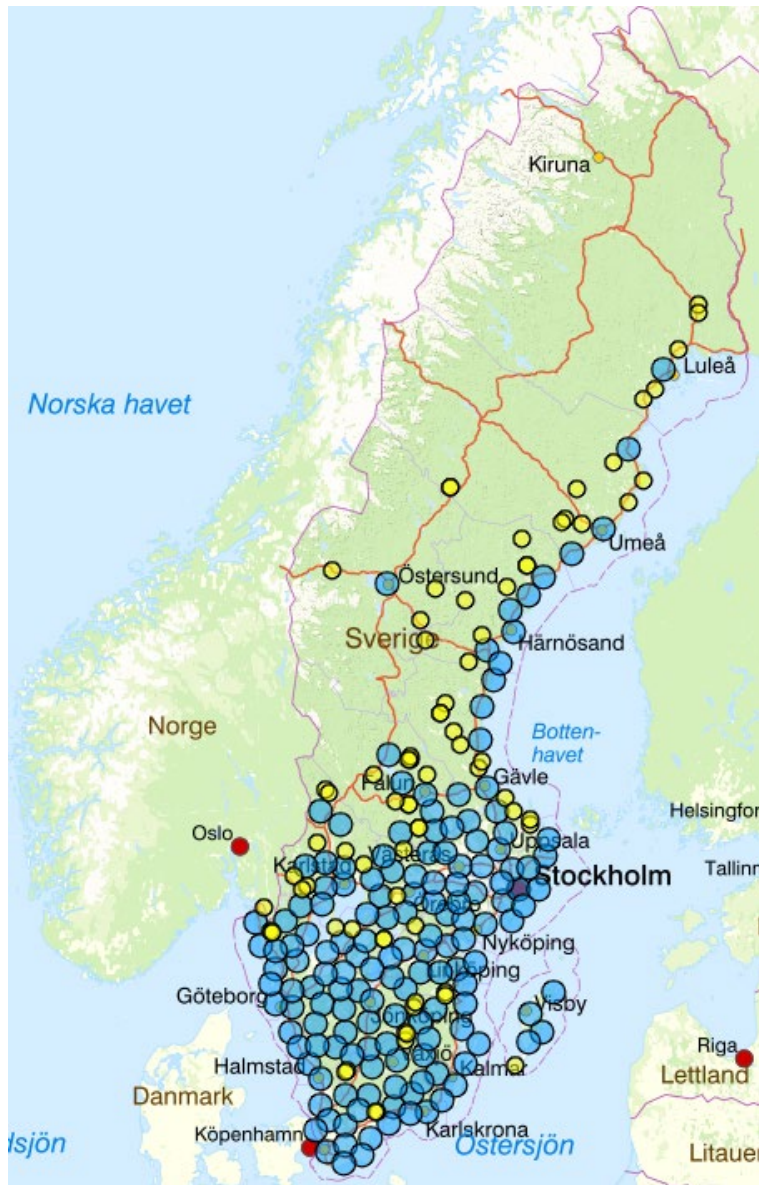 Kiruna
Luleå
Norska havet
Umeå
Östersund
Sverige
Härnösand
Norge
Botten-
havet
Falun
Gävle
Helsingfor
Oslo
Uppsala
Västerås
Karlstad
Tallinn
Stockholm
Örebro
Nyköping
Linköping
Göteborg
Visby
Jönköping
Riga
Växjö
Halmstad
Kalmar
Lettland
Danmark
Köpenhamn
Karlskrona
dsjön
Östersjön
Litauen